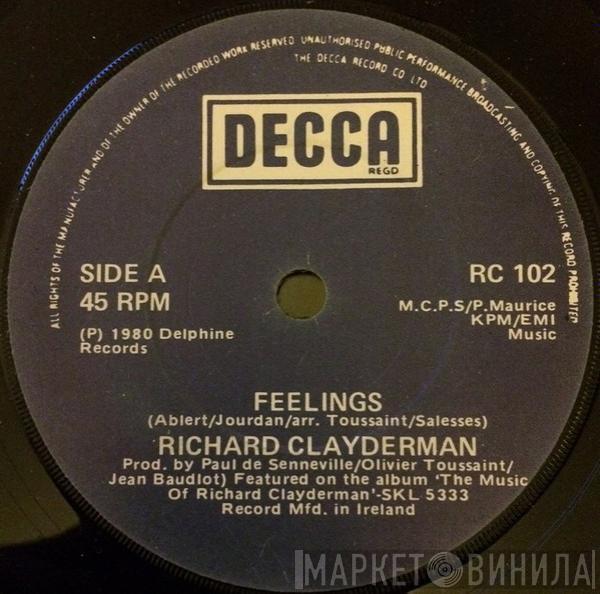 ALL RIGHTS OF THE MANUFACTURER AND OF THE OWNER OF THE RECORDED WORK RESERVED UNAUTHORISED PUBLIC PERFORMANCE BROADCASTING AND COPYING OF THIS RECORD PROHIBITED
THE DECCA RECORD CO LTD
DECCA
REGD
SIDE A
45 RPM
(P) 1980 Delphine
Records
RC 102
M.C.P.S/P.Maurice
KPM/EMI
Music
FEELINGS
(Ablert/Jourdan/arr. Toussaint/Salesses)
RICHARD CLAYDERMAN
Prod. by Paul de Senneville/Olivier Toussaint/
Jean Baudlot) Featured on the album ‘The Music
Of Richard Clayderman’-SKL 5333
Record Mfd. in Ireland
МАРКЕТ ВИНИЛА